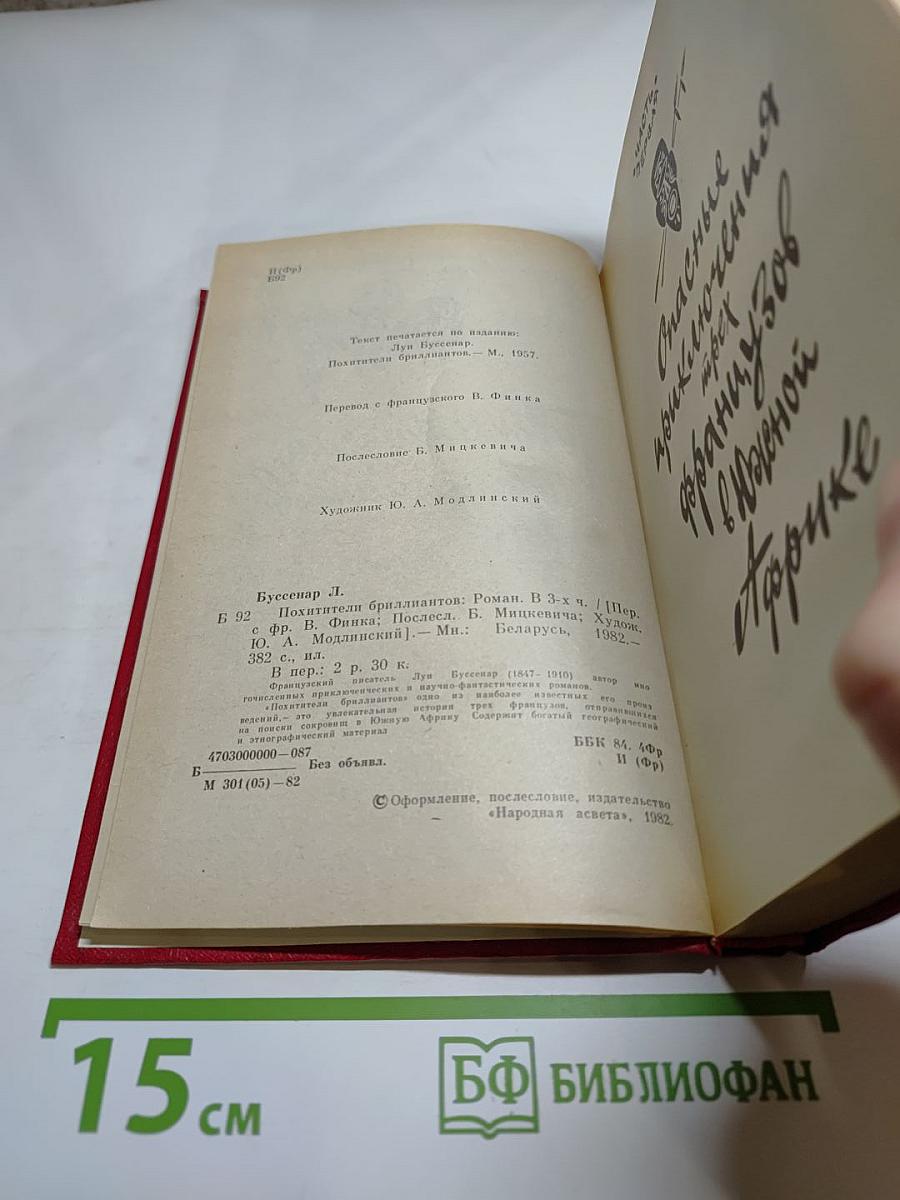 И(Фр)
Б92
Текст печатается по изданию:
Луи Буссенар.
Похитители бриллиантов. — М., 1957.
Перевод с французского В. Финка
Послесловие Б. Мицкевича
Художник Ю. А. Модлинский
Буссенар Л.
Б 92 Похитители бриллиантов: Роман. В 3-х ч. / [Пер.
с фр. В. Финка; Послесл. Б. Мицкевича; Худож.
Ю. А. Модлинский]. — Мн.: Беларусь, 1982. —
382 с., ил.
В пер.: 2 р. 30 к.
Французский писатель Луи Буссенар (1847–1910) автор мно
гочисленных приключенческих и научно-фантастических романов.
«Похитители бриллиантов» одно из наиболее известных его произ
ведений, — это увлекательная история трех французов, отправившихся
на поиски сокровищ в Южную Африку Содержит богатый географический
и этнографический материал
Б 4703000000—087 Без объявл.
М 301(05)—82
ББК 84. 4Фр
И (Фр)
© Оформление, послесловие, издательство
«Народная асвета», 1982.
ЧАСТЬ
ПЕРВАЯ
Опасные
приключения
трех
французов
в Южной
Африке
15 см
БФ БИБЛИОФАН